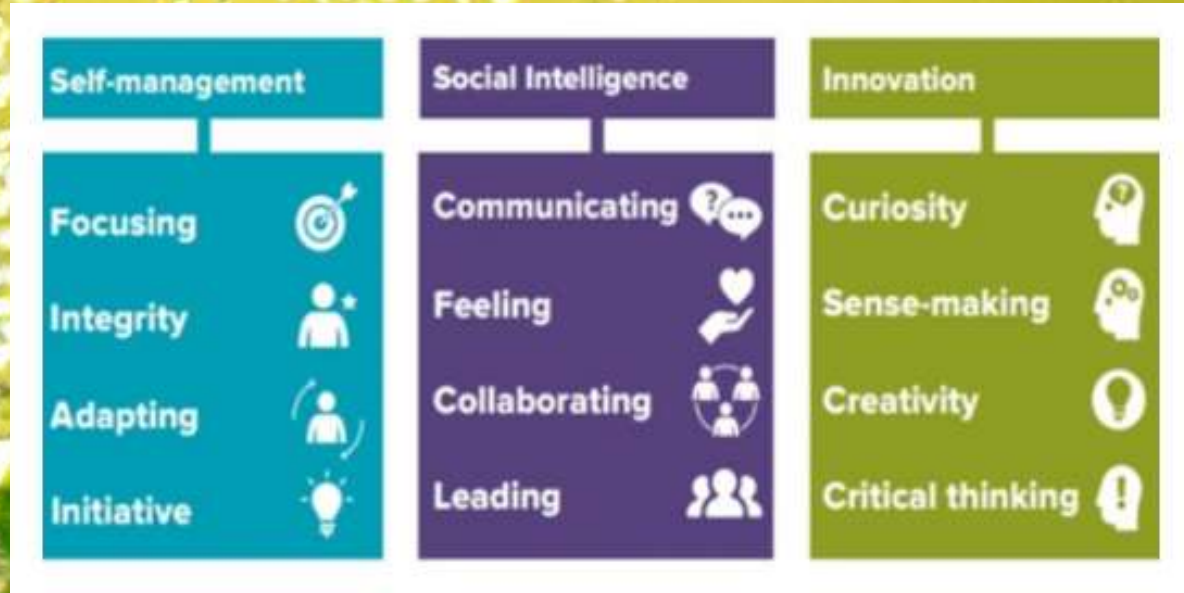 Self-management
Focusing
Integrity
Adapting
Initiative
Social Intelligence
Communicating
Feeling
Collaborating
Leading
Innovation
Curiosity
Sense-making
Creativity
Critical thinking